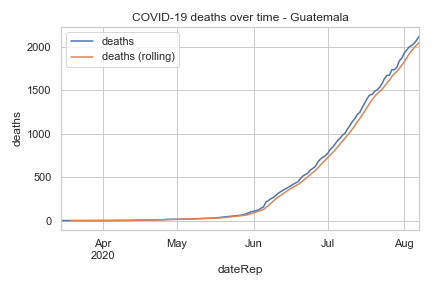 COVID-19 deaths over time - Guatemala
deaths
deaths (rolling)
2000
1500
1000
500
0
deaths
Apr
2020
May
Jun
Jul
Aug
dateRep